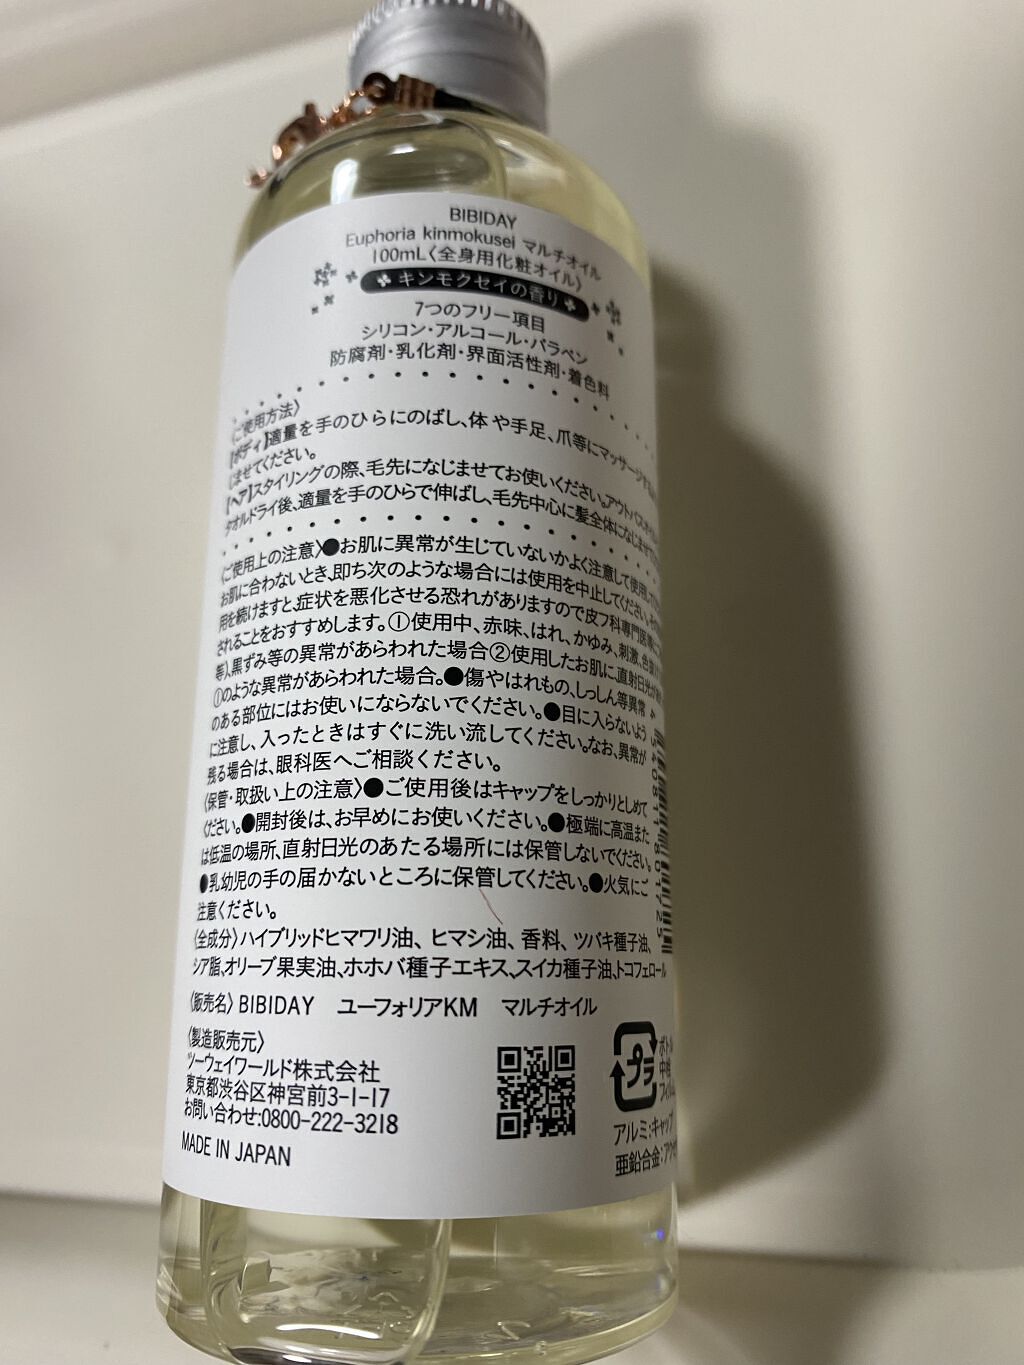 BIBIDAY
Euphoria kinmokusei マルチオイル
100mL〈全身用化粧オイル〉
キンモクセイの香り
7つのフリー項目
シリコン・アルコール・パラベン
防腐剤・乳化剤・界面活性剤・着色料
〈ご使用方法〉
【ボディ】適量を手のひらにのばし、体や手足、爪等にマッサージする
じませてください。
【ヘア】スタイリングの際、毛先になじませてお使いください。アウトバスオイル
タオルドライ後、適量を手のひらで伸ばし、毛先中心に髪全体になじませて
〈ご使用上の注意〉●お肌に異常が生じていないかよく注意して使用して
お肌に合わないとき、即ち次のような場合には使用を中止してください。
用を続けますと、症状を悪化させる恐れがありますので皮フ科専門医等に
されることをおすすめします。①使用中、赤味、はれ、かゆみ、刺激、色
等)、黒ずみ等の異常があらわれた場合②使用したお肌に、直射日光が
①のような異常があらわれた場合。●傷やはれもの、しっしん等異常
のある部位にはお使いにならないでください。●目に入らないよう
に注意し、入ったときはすぐに洗い流してください。なお、異常が
残る場合は、眼科医へご相談ください。
〈保管・取扱い上の注意〉●ご使用後はキャップをしっかりとしめて
ください。●開封後は、お早めにお使いください。●極端に高温また
は低温の場所、直射日光のあたる場所には保管しないでください。
●乳幼児の手の届かないところに保管してください。●火気にご
注意ください。
〈全成分〉ハイブリッドヒマワリ油、ヒマシ油、香料、ツバキ種子油、
シア脂、オリーブ果実油、ホホバ種子エキス、スイカ種子油、トコフェロール
〈販売名〉BIBIDAY ユーフォリアKM マルチオイル
〈製造販売元〉
ツーウェイワールド株式会社
東京都渋谷区神宮前3-1-17
お問い合わせ:0800-222-3218
MADE IN JAPAN
プラ
ボトル
中栓
フィルム
アルミ:キャップ
亜鉛合金: